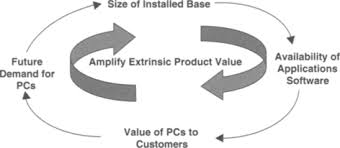 Size of Installed Base
Future
Demand for
PCs
Amplify Extrinsic Product Value
Availability of
Applications
Software
Value of PCs to
Customers